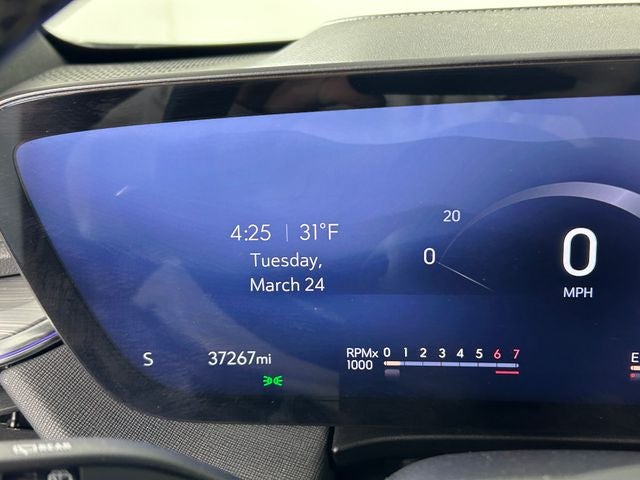 20
4:25 | 31°F
0
0
Tuesday,
March 24
MPH
S 37267mi
RPMx 0 1 2 3 4 5 6 7
1000
E
REAR